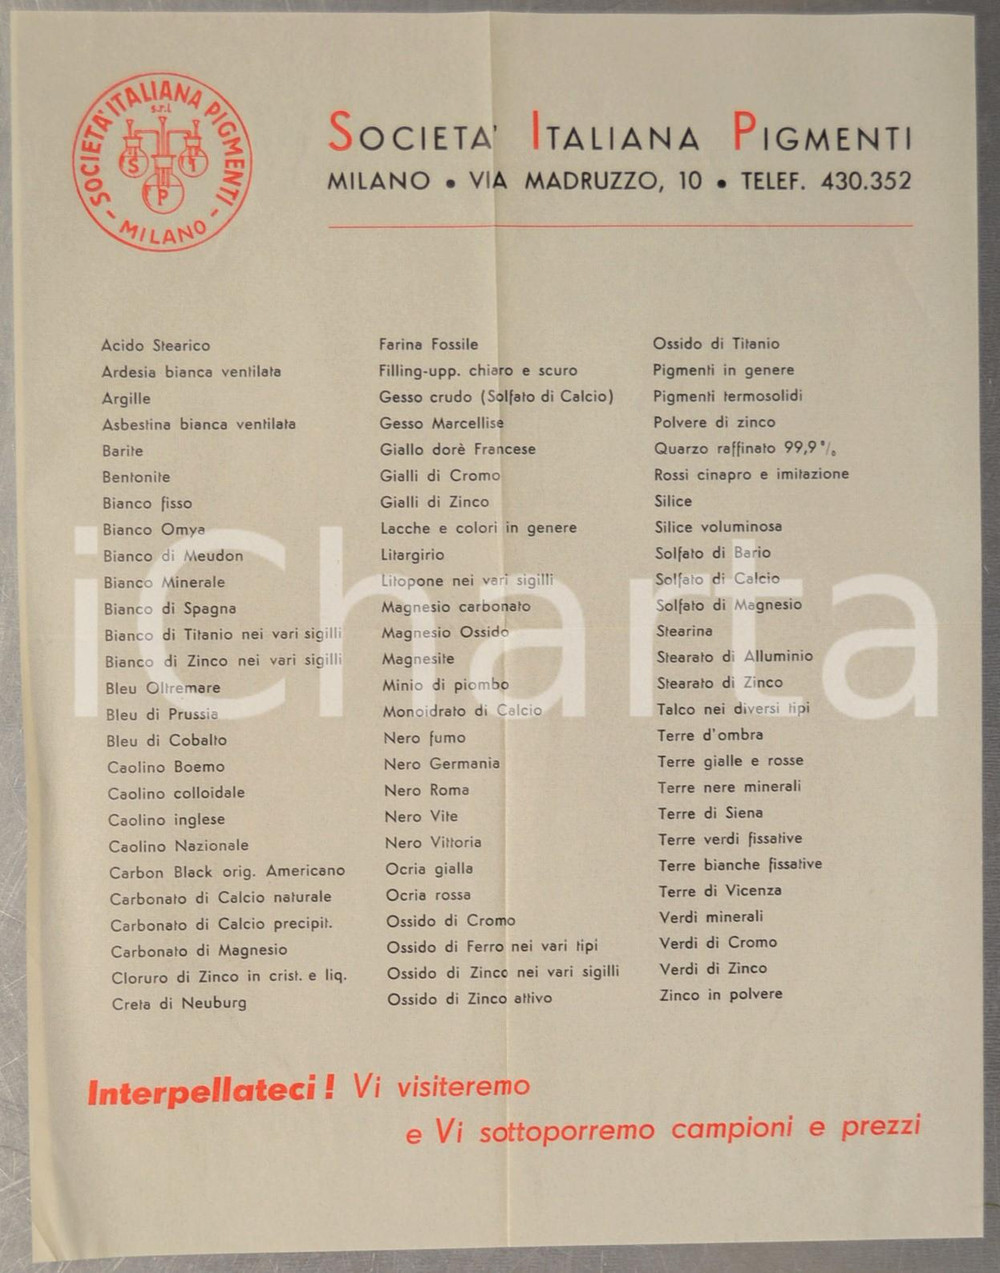 SOCIETA' ITALIANA PIGMENTI
s.r.l.
S I P
- MILANO -
SOCIETA' ITALIANA PIGMENTI
MILANO • VIA MADRUZZO, 10 • TELEF. 430.352
Acido Stearico
Ardesia bianca ventilata
Argille
Asbestina bianca ventilata
Barite
Bentonite
Bianco fisso
Bianco Omya
Bianco di Meudon
Bianco Minerale
Bianco di Spagna
Bianco di Titanio nei vari sigilli
Bianco di Zinco nei vari sigilli
Bleu Oltremare
Bleu di Prussia
Bleu di Cobalto
Caolino Boemo
Caolino colloidale
Caolino inglese
Caolino Nazionale
Carbon Black orig. Americano
Carbonato di Calcio naturale
Carbonato di Calcio precipit.
Carbonato di Magnesio
Cloruro di Zinco in crist. e liq.
Creta di Neuburg
Farina Fossile
Filling-upp. chiaro e scuro
Gesso crudo (Solfato di Calcio)
Gesso Marcellise
Giallo dorè Francese
Gialli di Cromo
Gialli di Zinco
Lacche e colori in genere
Litargirio
Litopone nei vari sigilli
Magnesio carbonato
Magnesio Ossido
Magnesite
Minio di piombo
Monoidrato di Calcio
Nero fumo
Nero Germania
Nero Roma
Nero Vite
Nero Vittoria
Ocria gialla
Ocria rossa
Ossido di Cromo
Ossido di Ferro nei vari tipi
Ossido di Zinco nei vari sigilli
Ossido di Zinco attivo
Ossido di Titanio
Pigmenti in genere
Pigmenti termosolidi
Polvere di zinco
Quarzo raffinato 99,9 %
Rossi cinapro e imitazione
Silice
Silice voluminosa
Solfato di Bario
Solfato di Calcio
Solfato di Magnesio
Stearina
Stearato di Alluminio
Stearato di Zinco
Talco nei diversi tipi
Terre d'ombra
Terre gialle e rosse
Terre nere minerali
Terre di Siena
Terre verdi fissative
Terre bianche fissative
Terre di Vicenza
Verdi minerali
Verdi di Cromo
Verdi di Zinco
Zinco in polvere
Interpellateci! Vi visiteremo
e Vi sottoporremo campioni e prezzi
iCharta